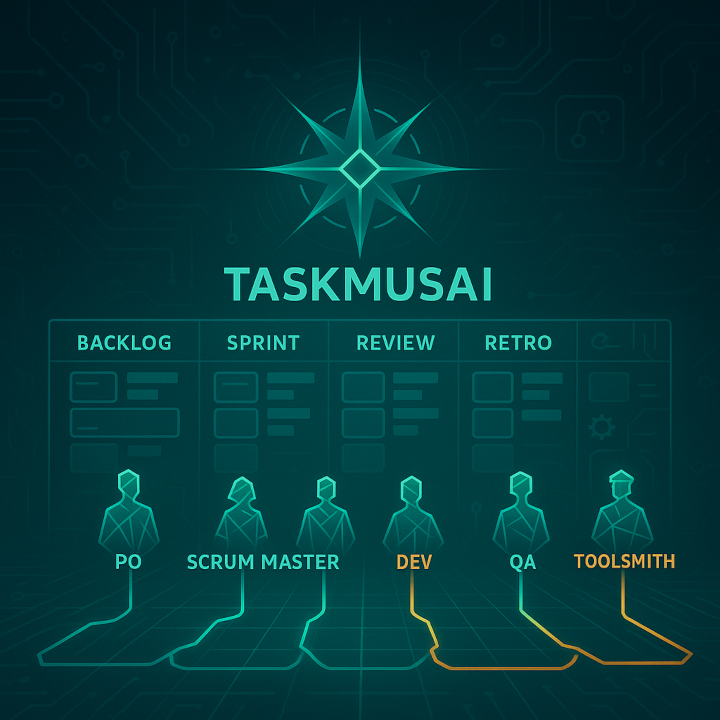 TASKMUSAI
BACKLOG SPRINT REVIEW RETRO
PO SCRUM MASTER DEV QA TOOLSMITH